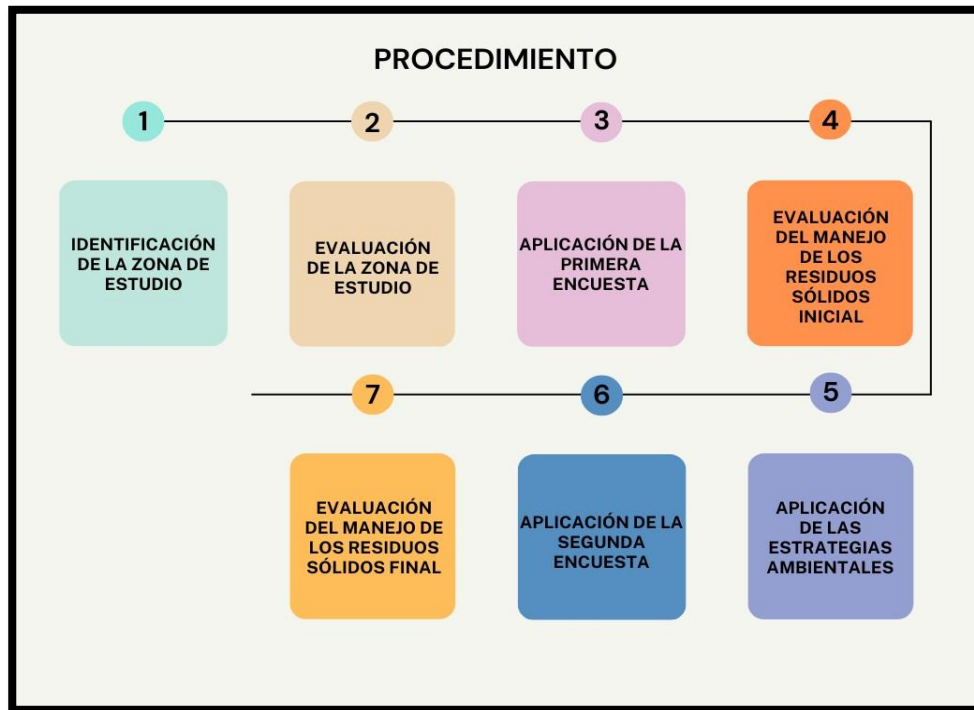 PROCEDIMIENTO
1
2
3
4
IDENTIFICACIÓN
DE LA ZONA DE
ESTUDIO
EVALUACIÓN
DE LA ZONA DE
ESTUDIO
APLICACIÓN DE LA
PRIMERA
ENCUESTA
EVALUACIÓN
DEL MANEJO
DE LOS
RESIDUOS
SÓLIDOS
INICIAL
7
6
5
EVALUACIÓN
DEL MANEJO DE
LOS RESIDUOS
SÓLIDOS FINAL
APLICACIÓN DE LA
SEGUNDA
ENCUESTA
APLICACIÓN
DE LAS
ESTRATEGIAS
AMBIENTALES